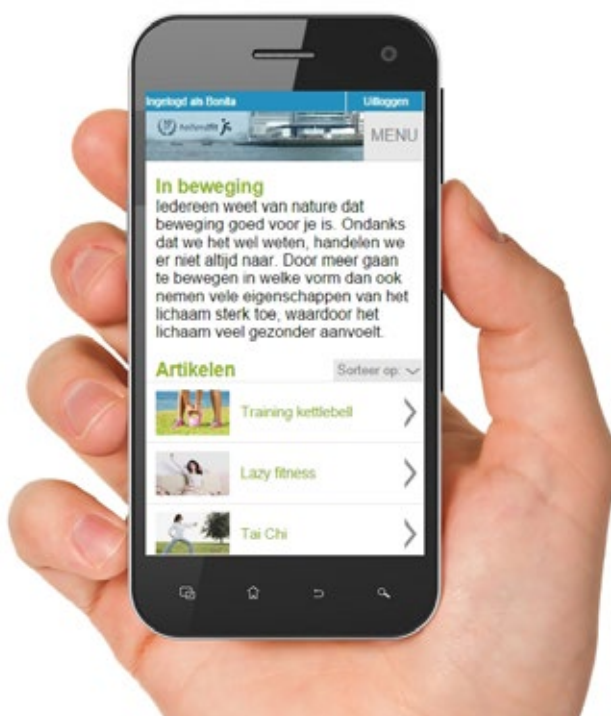 Ingelogd als Bonita Uitloggen
MENU
In beweging
Iedereen weet van nature dat
beweging goed voor je is. Ondanks
dat we het wel weten, handelen we
er niet altijd naar. Door meer gaan
te bewegen in welke vorm dan ook
nemen vele eigenschappen van het
lichaam sterk toe, waardoor het
lichaam veel gezonder aanvoelt.
Artikelen Sorteer op:
Training kettlebell
Lazy fitness
Tai Chi